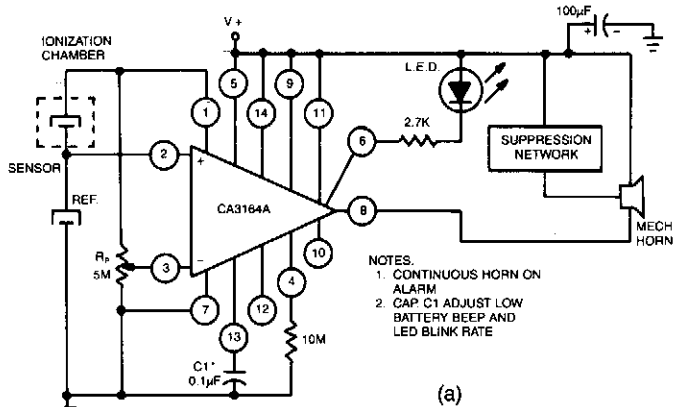 V +
100µF
+ −
IONIZATION
CHAMBER
L.E.D.
5
14
9
1
11
2.7K
6
SUPPRESSION
NETWORK
SENSOR
2
+
CA3164A
8
REF.
MECH
HORN
10
RP
5M
3
−
4
7
12
13
10M
C1*
0.1µF
NOTES.
1. CONTINUOUS HORN ON
ALARM
2. CAP. C1 ADJUST LOW
BATTERY BEEP AND
LED BLINK RATE
(a)